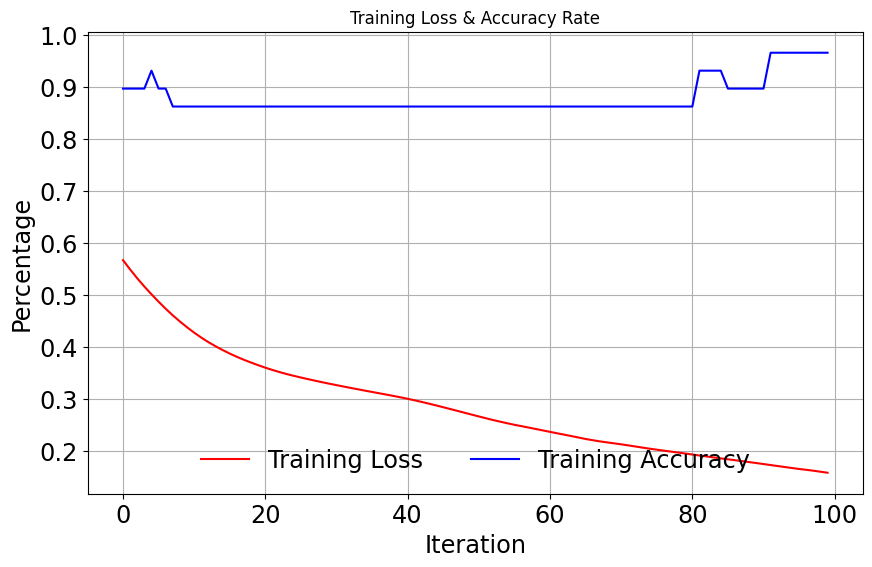 Training Loss & Accuracy Rate
1.0
0.9
0.8
0.7
0.6
0.5
0.4
0.3
0.2
Percentage
Training Loss
Training Accuracy
0 20 40 60 80 100
Iteration